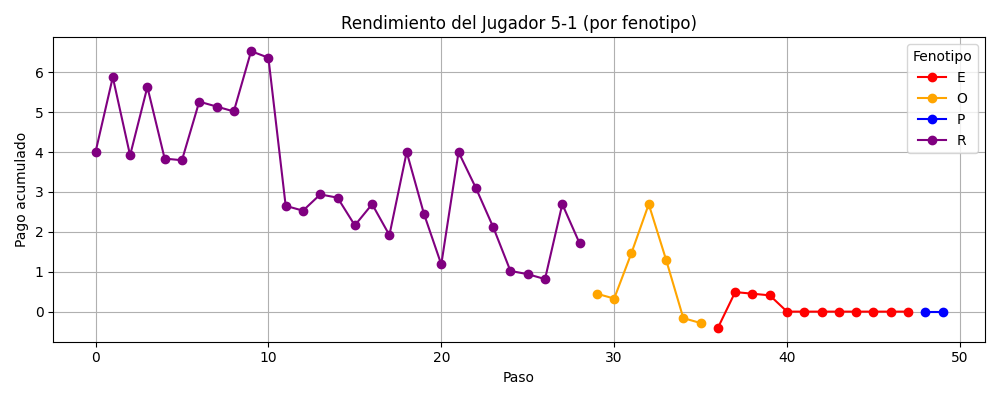 Rendimiento del Jugador 5-1 (por fenotipo)
Pago acumulado
6
5
4
3
2
1
0
Fenotipo
E
O
P
R
0
10
20
30
40
50
Paso